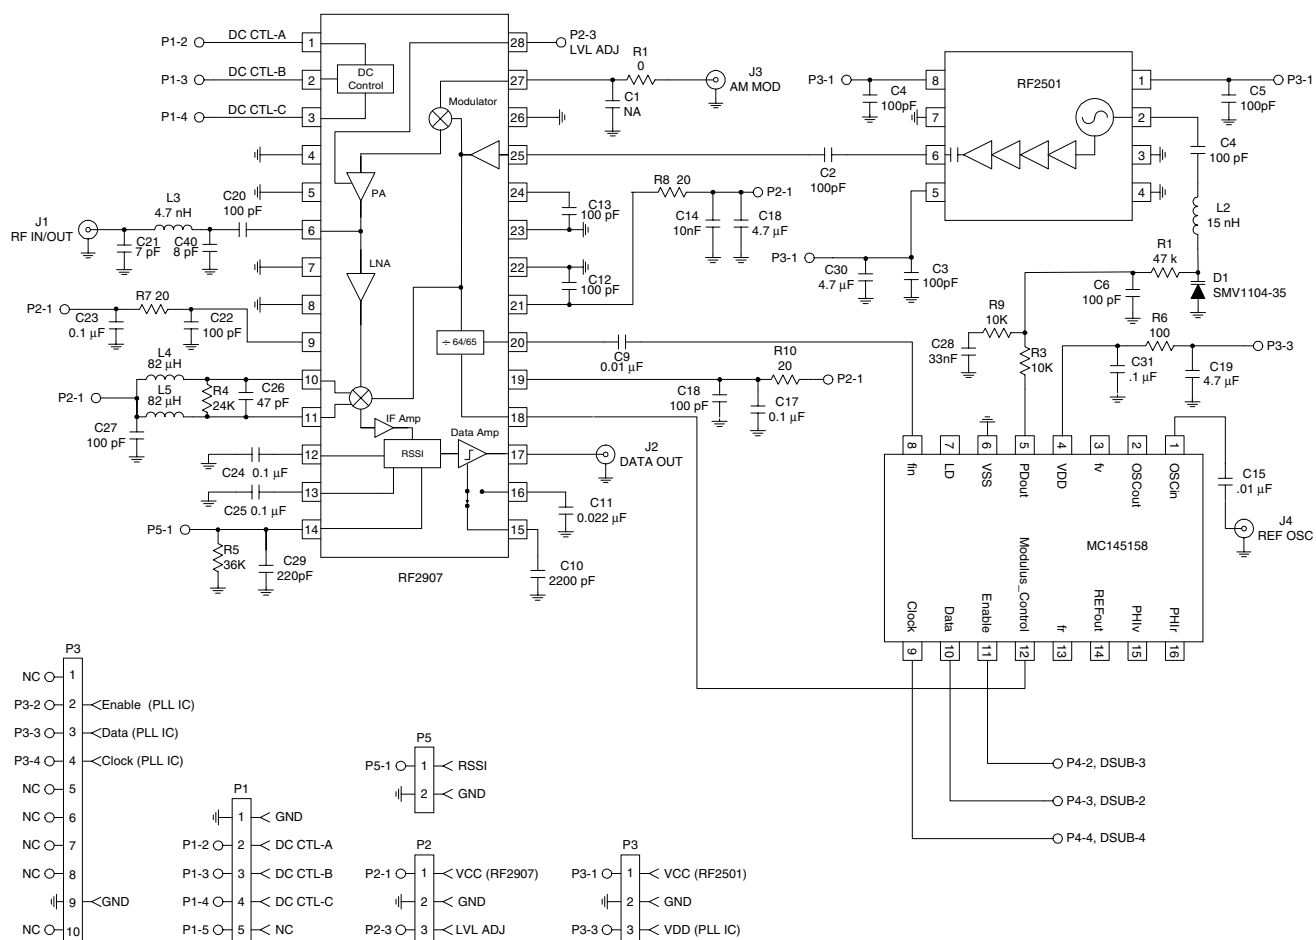 P1-2
DC CTL-A
1
P1-3
DC CTL-B
2
P1-4
DC CTL-C
3
DC
Control
4
5
PA
J1
RF IN/OUT
C21
7 pF
L3
4.7 nH
C40
8 pF
C20
100 pF
6
7
LNA
8
P2-1
R7 20
C23
0.1 µF
C22
100 pF
9
L4
82 µH
L5
82 µH
P2-1
R4
24K
C26
47 pF
C27
100 pF
10
11
IF Amp
12
C24 0.1 µF
RSSI
13
C25 0.1 µF
P5-1
14
R5
36K
C29
220pF
RF2907
28
P2-3
LVL ADJ
27
R1
0
C1
NA
J3
AM MOD
Modulator
26
25
C2
100pF
24
C13
100 pF
23
22
C12
100 pF
21
R8 20
P2-1
C14
10nF
C18
4.7 µF
÷ 64/65
20
C9
0.01 µF
19
R10
20
P2-1
C18
100 pF
C17
0.1 µF
18
Data Amp
17
J2
DATA OUT
16
C11
0.022 µF
15
C10
2200 pF
P3-1
C4
100pF
8
RF2501
1
P3-1
C5
100pF
7
2
C4
100 pF
6
3
5
4
L2
15 nH
P3-1
C30
4.7 µF
C3
100pF
R1
47 k
D1
SMV1104-35
C6
100 pF
R9
10K
C28
33nF
R3
10K
R6
100
P3-3
C31
.1 µF
C19
4.7 µF
8
7
6
5
4
3
2
1
fin
LD
VSS
PDout
VDD
fv
OSCout
OSCin
C15
.01 µF
J4
REF OSC
MC145158
Clock
Data
Enable
Modulus_Control
fr
REFout
PHIv
PHIr
9
10
11
12
13
14
15
16
P4-2, DSUB-3
P4-3, DSUB-2
P4-4, DSUB-4
P3
NC 1
P3-2 2 Enable (PLL IC)
P3-3 3 Data (PLL IC)
P3-4 4 Clock (PLL IC)
NC 5
NC 6
NC 7
NC 8
9 GND
NC 10
P1
1 GND
P1-2 2 DC CTL-A
P1-3 3 DC CTL-B
P1-4 4 DC CTL-C
P1-5 5 NC
P5
P5-1 1 RSSI
2 GND
P2
P2-1 1 VCC (RF2907)
2 GND
P2-3 3 LVL ADJ
P3
P3-1 1 VCC (RF2501)
2 GND
P3-3 3 VDD (PLL IC)